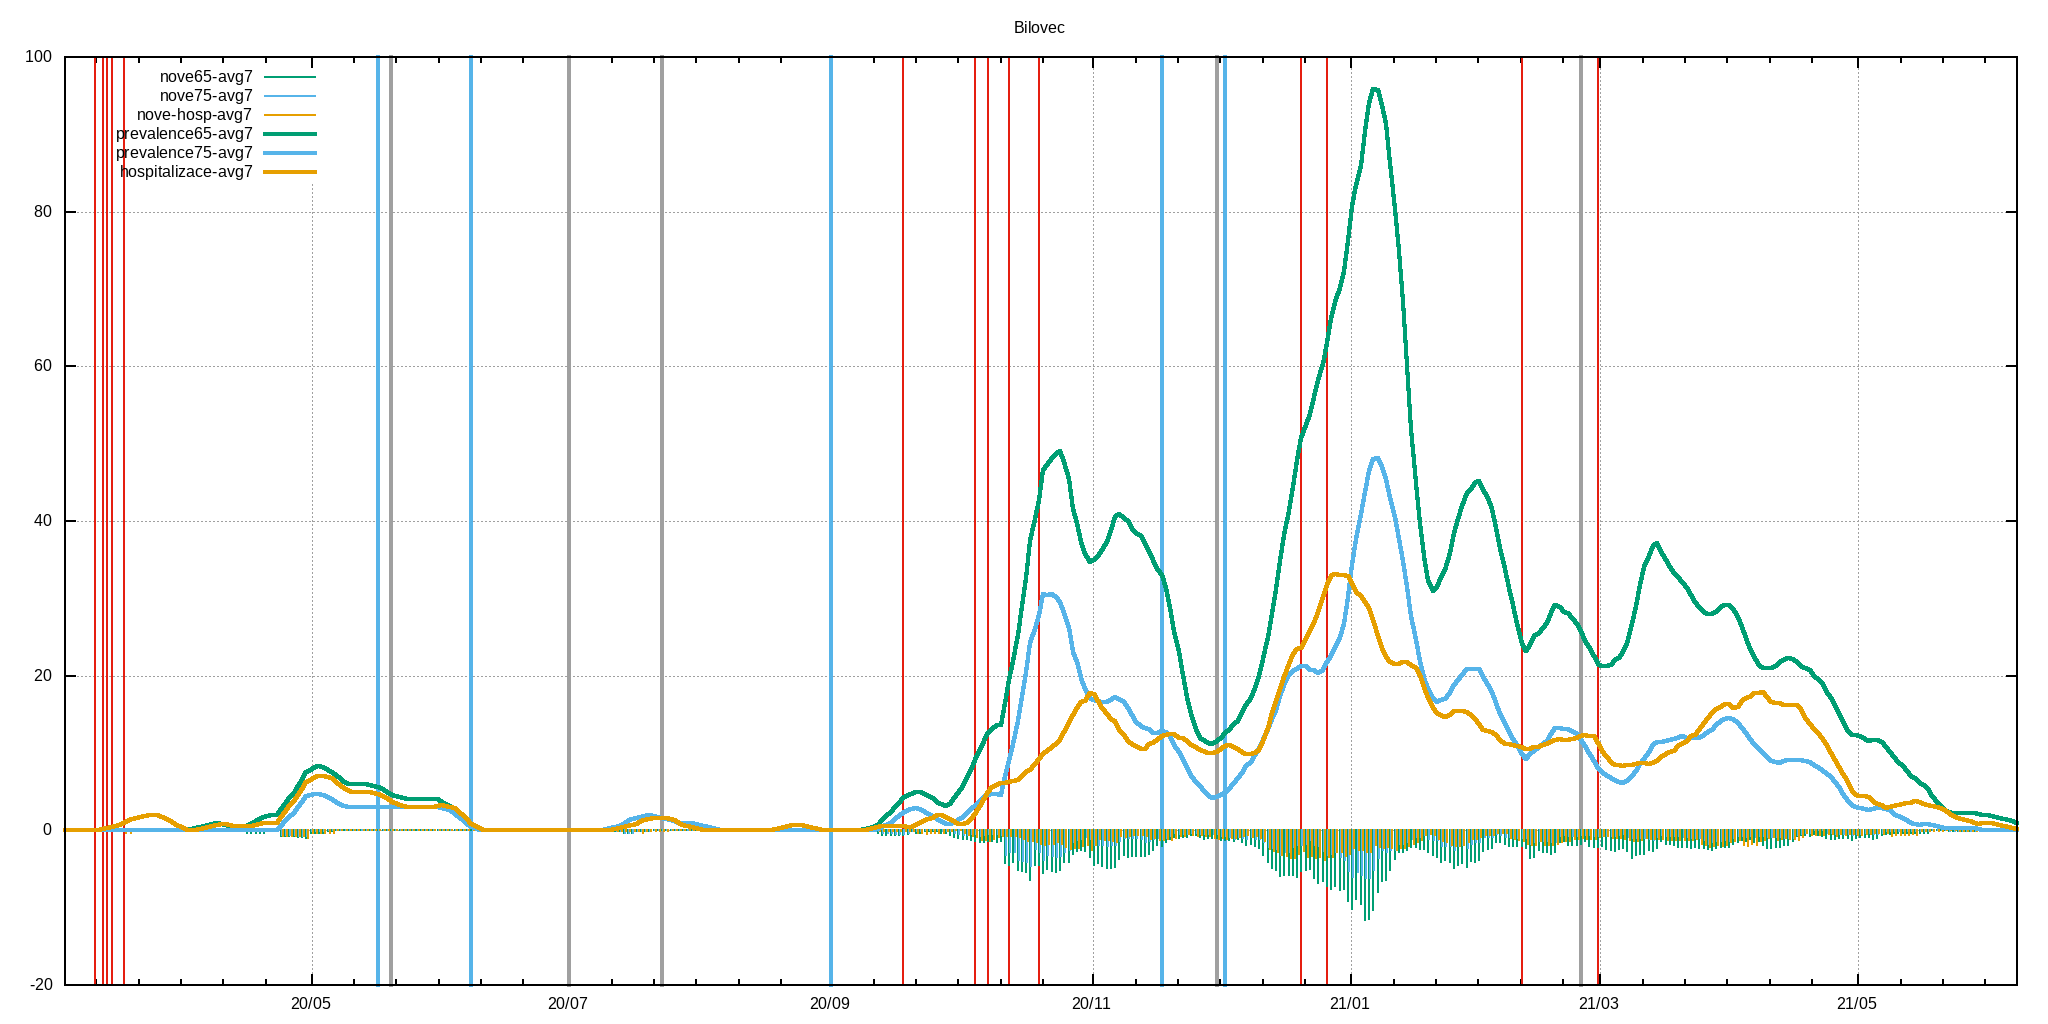 Bilovec
100
nove65-avg7
nove75-avg7
nove-hosp-avg7
prevalence65-avg7
prevalence75-avg7
hospitalizace-avg7
80
60
40
20
0
-20
20/05 20/07 20/09 20/11 21/01 21/03 21/05